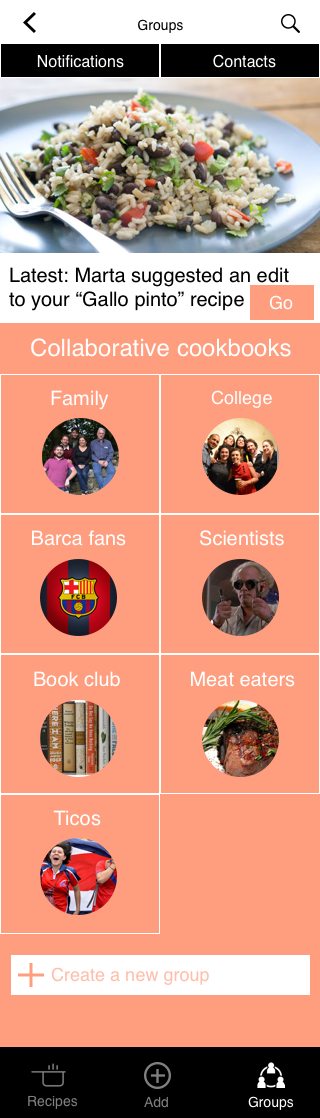 Groups
Notifications
Contacts
Latest: Marta suggested an edit
to your “Gallo pinto” recipe
Go
Collaborative cookbooks
Family
College
Barca fans
FCB
Scientists
Book club
Meat eaters
Ticos
Create a new group
Recipes
Add
Groups